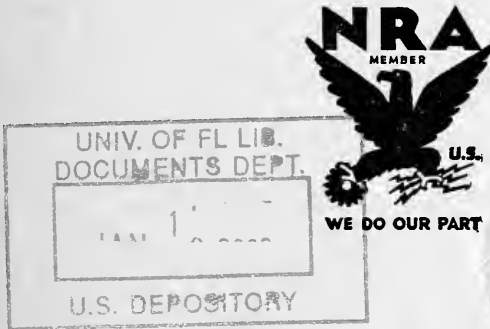 NRA
MEMBER
U.S.
WE DO OUR PART
UNIV. OF FL LIB.
DOCUMENTS DEPT.
U.S. DEPOSITORY